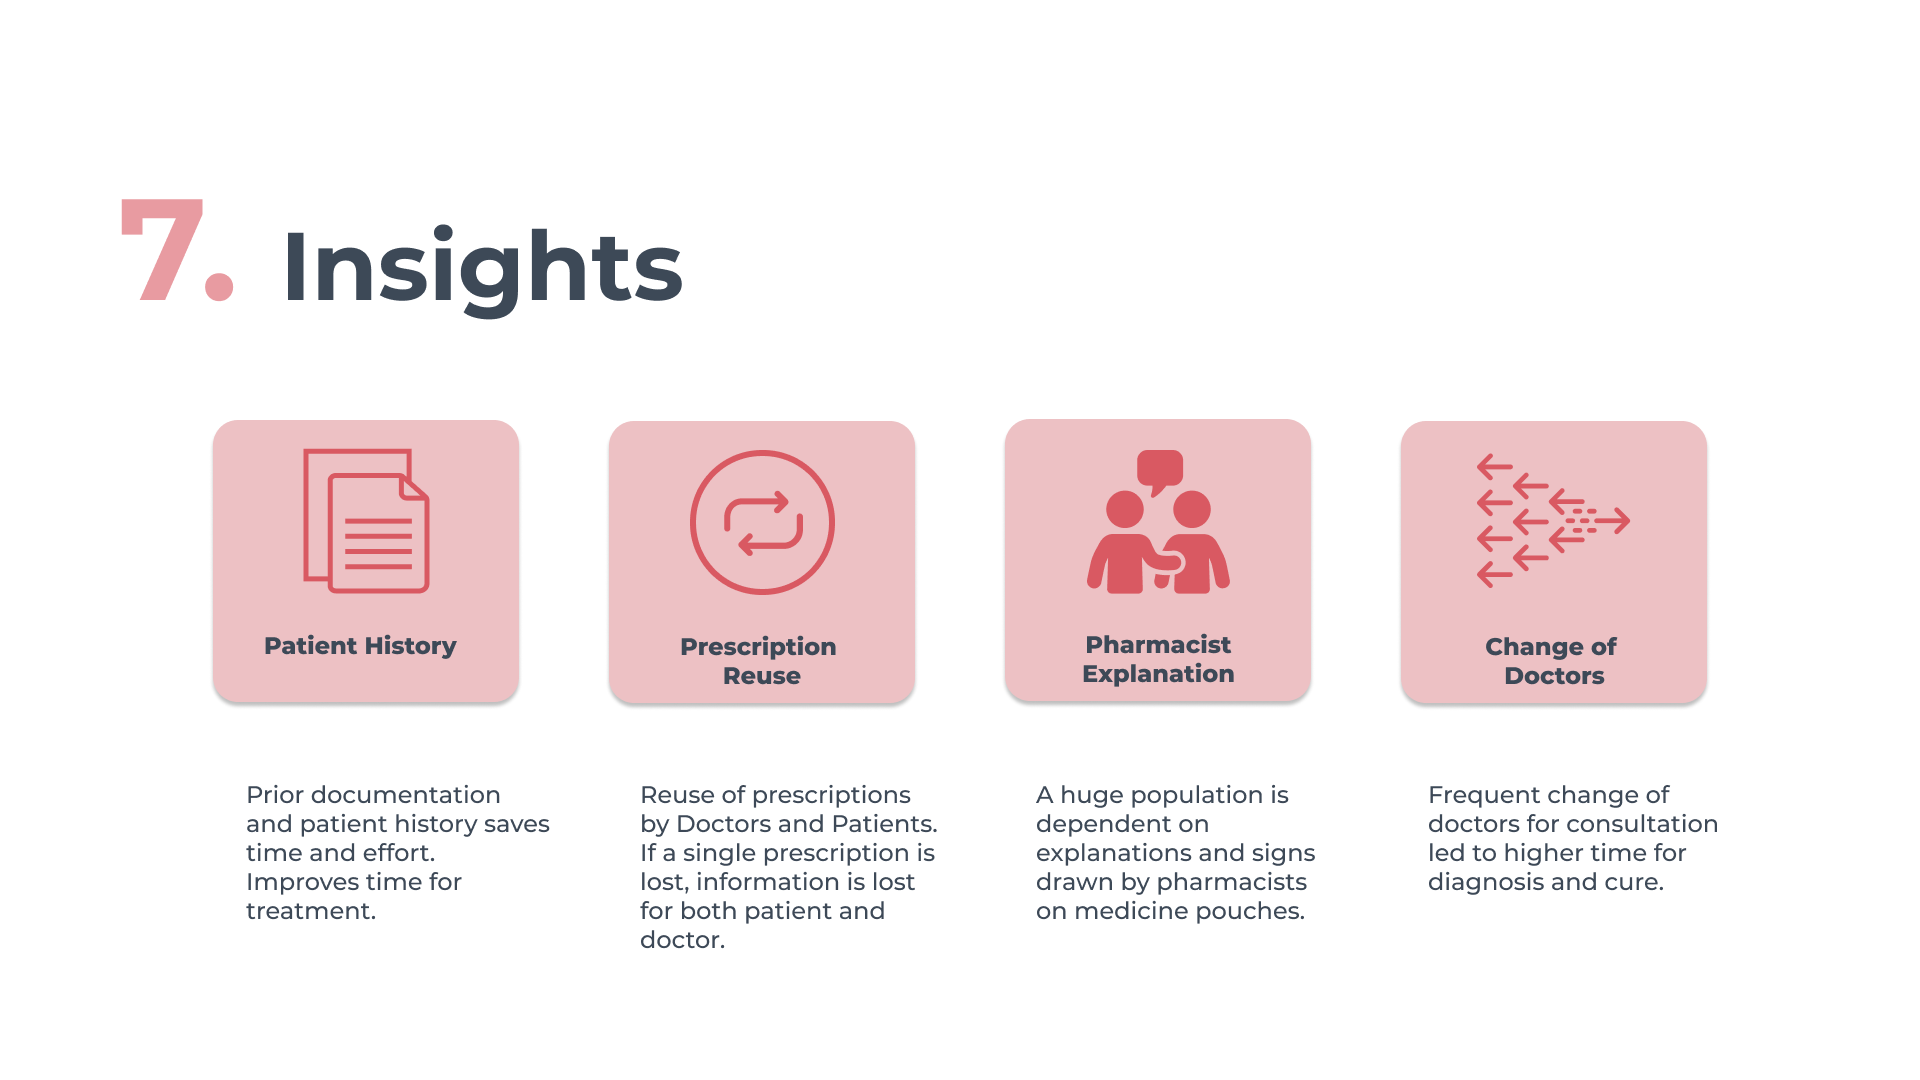 7. Insights
Patient History
Prescription
Reuse
Pharmacist
Explanation
Change of
Doctors
Prior documentation
and patient history saves
time and effort.
Improves time for
treatment.
Reuse of prescriptions
by Doctors and Patients.
If a single prescription is
lost, information is lost
for both patient and
doctor.
A huge population is
dependent on
explanations and signs
drawn by pharmacists
on medicine pouches.
Frequent change of
doctors for consultation
led to higher time for
diagnosis and cure.